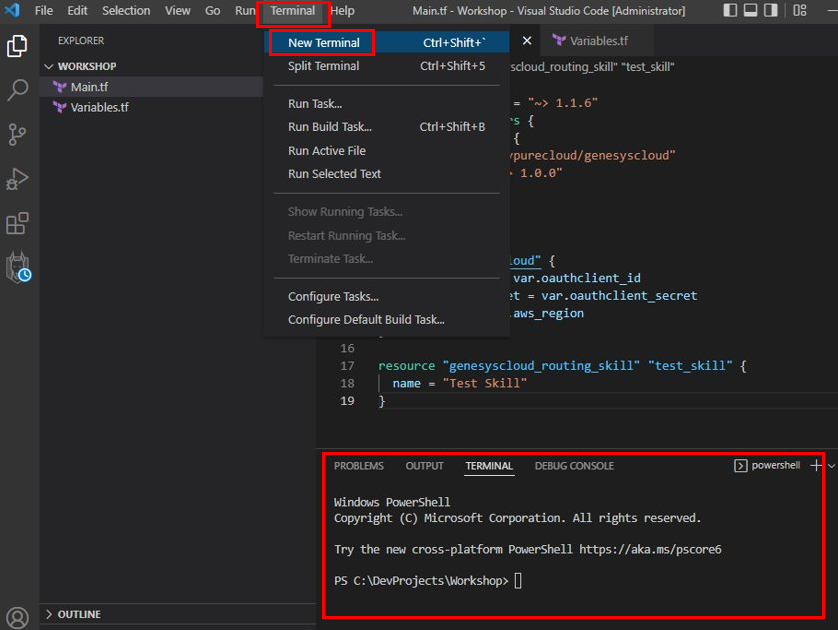 File Edit Selection View Go Run Terminal Help Main.tf - Workshop - Visual Studio Code [Administrator]
EXPLORER
WORKSHOP
Main.tf
Variables.tf
New Terminal Ctrl+Shift+`
Split Terminal Ctrl+Shift+5
Run Task...
Run Build Task... Ctrl+Shift+B
Run Active File
Run Selected Text
Show Running Tasks...
Restart Running Task...
Terminate Task...
Configure Tasks...
Configure Default Build Task...
Variables.tf
scloud_routing_skill" "test_skill"
= "~> 1.1.6"
rs {
{
ypurecloud/genesyscloud"
> 1.0.0"
loud" {
var.oauthclient_id
et = var.oauthclient_secret
.aws_region
16
17 resource "genesyscloud_routing_skill" "test_skill" {
18 name = "Test Skill"
19 }
PROBLEMS OUTPUT TERMINAL DEBUG CONSOLE powershell
Windows PowerShell
Copyright (C) Microsoft Corporation. All rights reserved.
Try the new cross-platform PowerShell https://aka.ms/pscore6
PS C:\DevProjects\Workshop>
OUTLINE